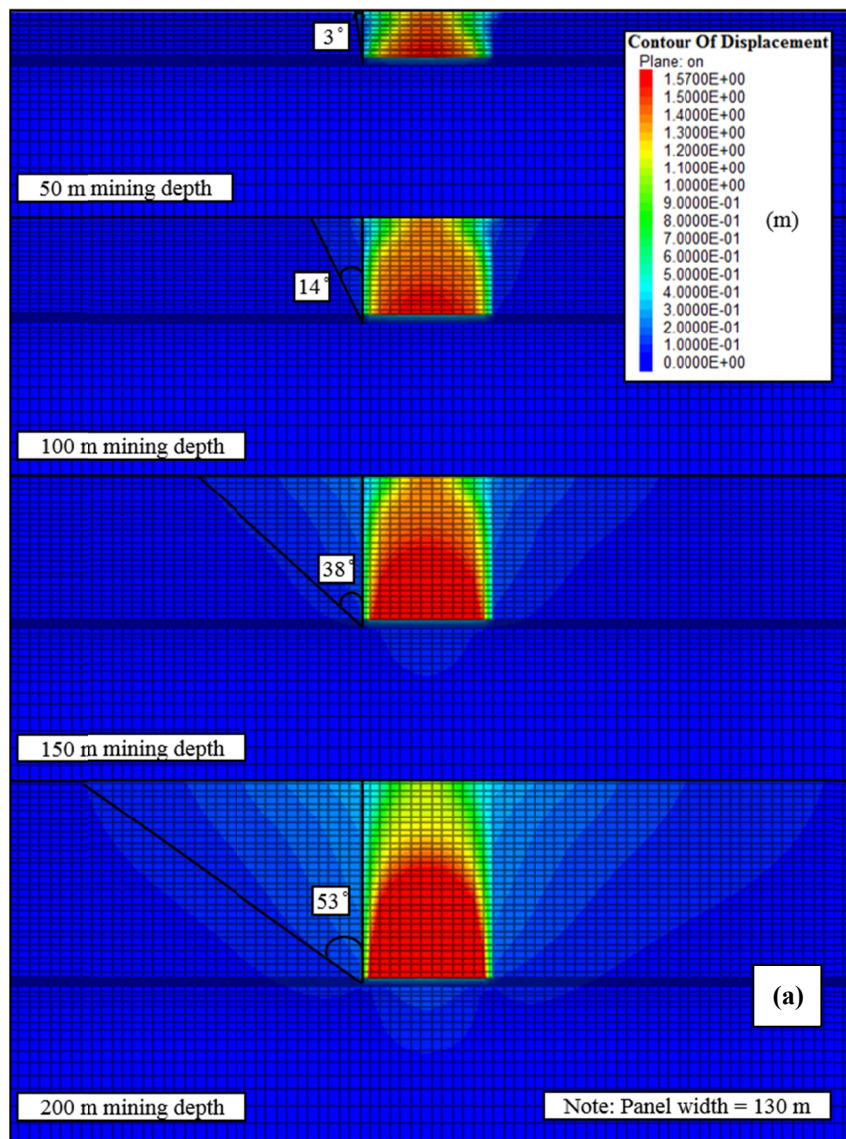 3°
Contour Of Displacement
Plane: on
1.5700E+00
1.5000E+00
1.4000E+00
1.3000E+00
1.2000E+00
1.1000E+00
1.0000E+00
9.0000E-01
8.0000E-01
7.0000E-01
6.0000E-01
5.0000E-01
4.0000E-01
3.0000E-01
2.0000E-01
1.0000E-01
0.0000E+00
(m)
50 m mining depth
14°
100 m mining depth
38°
150 m mining depth
53°
(a)
200 m mining depth
Note: Panel width = 130 m